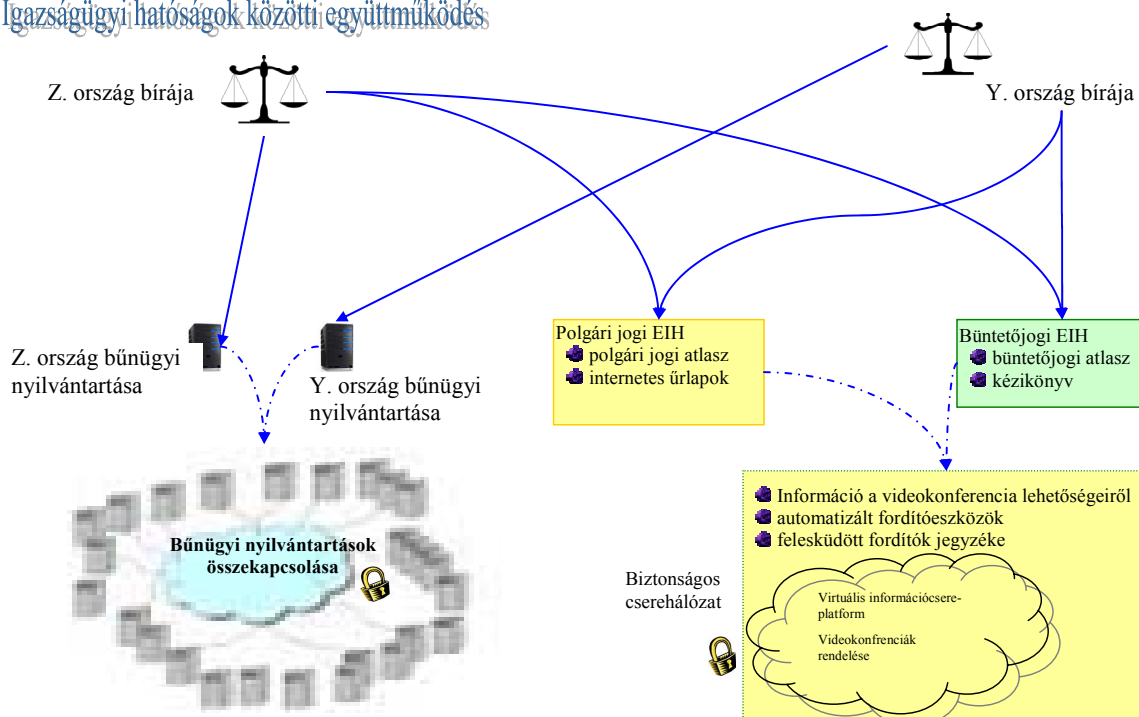 Igazságügyi hatóságok közötti együttműködés
Z. ország bírája
Y. ország bírája
Z. ország bűnügyi
nyilvántartása
Y. ország bűnügyi
nyilvántartása
Polgári jogi EIH
polgári jogi atlasz
internetes űrlapok
Büntetőjogi EIH
büntetőjogi atlasz
kézikönyv
Bűnügyi nyilvántartások
összekapcsolása
Információ a videokonferencia lehetőségeiről
automatizált fordítóeszközök
felesküdött fordítók jegyzéke
Biztonságos
cserehálózat
Virtuális információcsere-
platform
Videokonfrenciák
rendelése